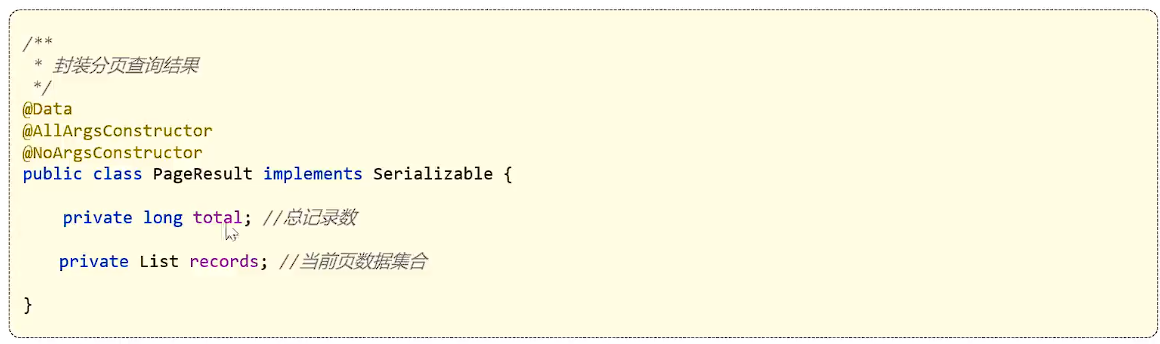 /**
* 封装分页查询结果
*/
@Data
@AllArgsConstructor
@NoArgsConstructor
public class PageResult implements Serializable {
private long total; //总记录数
private List records; //当前页数据集合
}